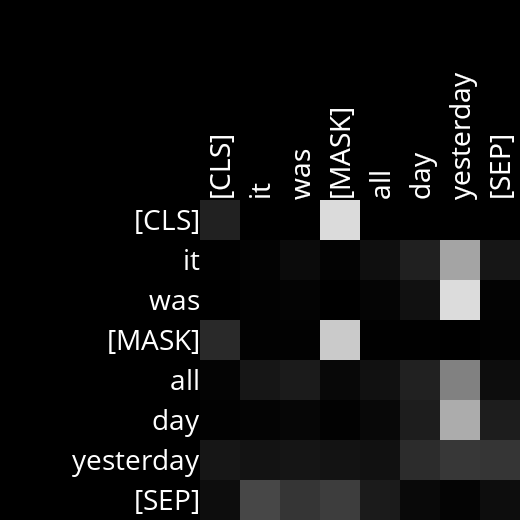 [CLS] it was [MASK] all day yesterday [SEP]
[CLS]
it
was
[MASK]
all
day
yesterday
[SEP]